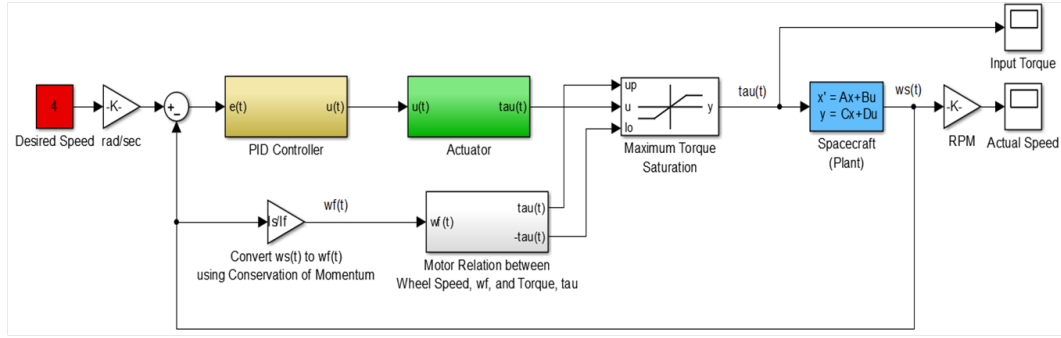 Input Torque
4
Desired Speed
-K-
rad/sec
+
−
e(t)
u(t)
PID Controller
u(t)
tau(t)
Actuator
up
u
lo
y
Maximum Torque
Saturation
tau(t)
x' = Ax+Bu
y = Cx+Du
Spacecraft
(Plant)
ws(t)
-K-
RPM
Actual Speed
Is/If
Convert ws(t) to wf(t)
using Conservation of Momentum
wf(t)
wf(t)
tau(t)
-tau(t)
Motor Relation between
Wheel Speed, wf, and Torque, tau